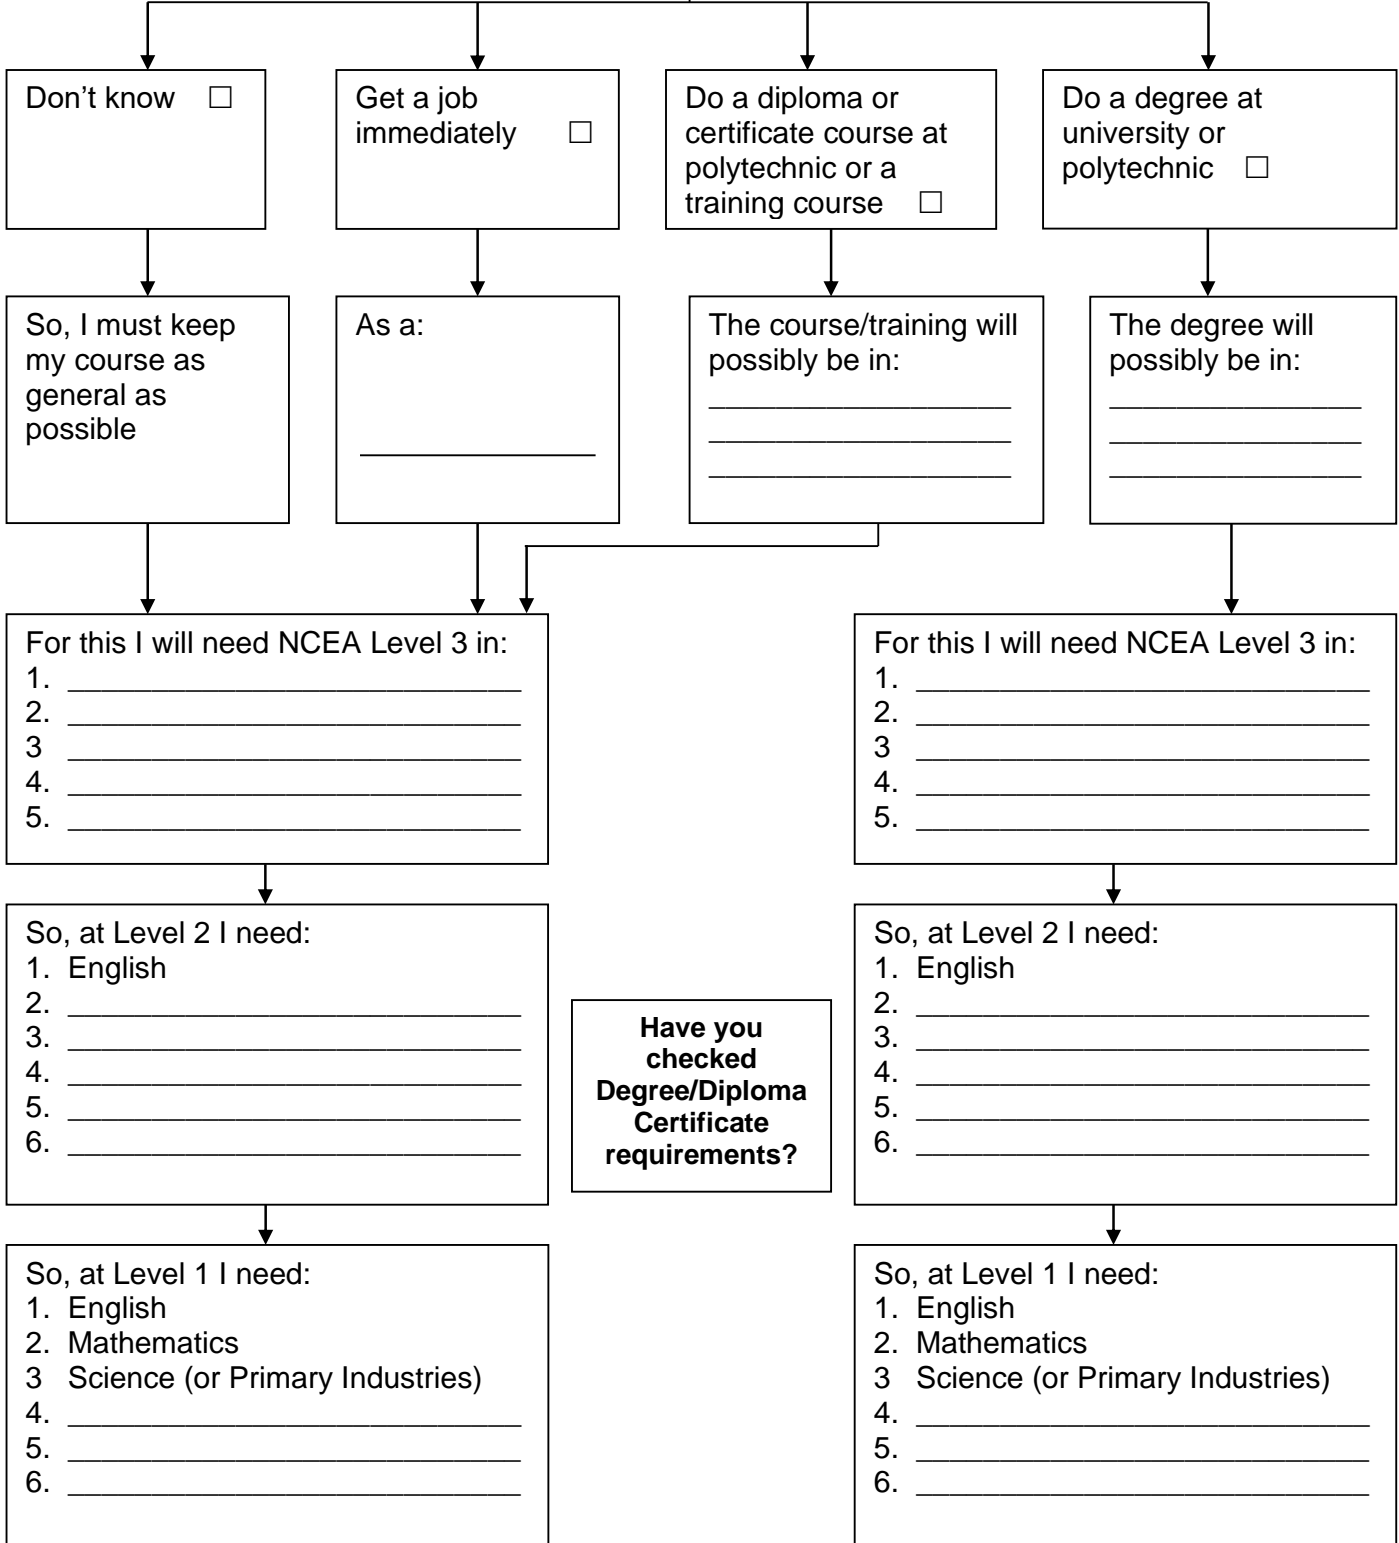 Don't know ☐
Get a job
immediately ☐
Do a diploma or
certificate course at
polytechnic or a
training course ☐
Do a degree at
university or
polytechnic ☐
So, I must keep
my course as
general as
possible
As a:
The course/training will
possibly be in:
The degree will
possibly be in:
For this I will need NCEA Level 3 in:
1.
2.
3
4.
5.
For this I will need NCEA Level 3 in:
1.
2.
3
4.
5.
So, at Level 2 I need:
1. English
2.
3.
4.
5.
6.
Have you
checked
Degree/Diploma
Certificate
requirements?
So, at Level 2 I need:
1. English
2.
3.
4.
5.
6.
So, at Level 1 I need:
1. English
2. Mathematics
3 Science (or Primary Industries)
4.
5.
6.
So, at Level 1 I need:
1. English
2. Mathematics
3 Science (or Primary Industries)
4.
5.
6.